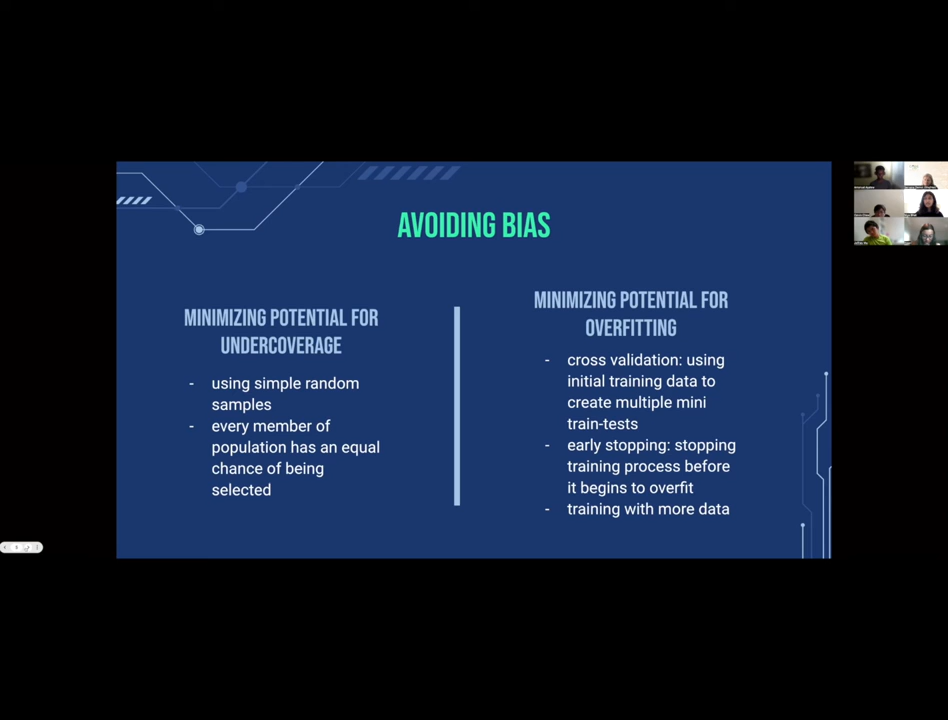 AVOIDING BIAS
MINIMIZING POTENTIAL FOR
UNDERCOVERAGE
- using simple random
samples
- every member of
population has an equal
chance of being
selected
MINIMIZING POTENTIAL FOR
OVERFITTING
- cross validation: using
initial training data to
create multiple mini
train-tests
- early stopping: stopping
training process before
it begins to overfit
- training with more data